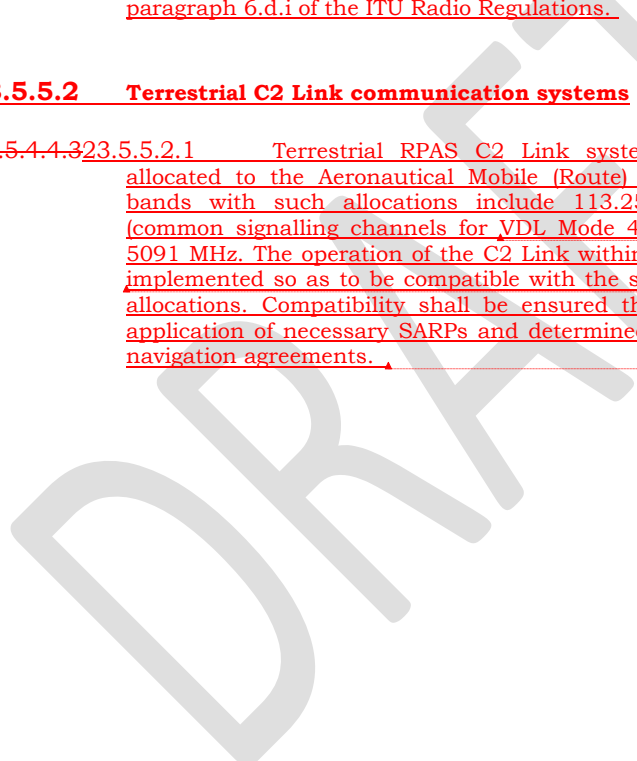 paragraph 6.d.i of the ITU Radio Regulations.
.5.5.2 Terrestrial C2 Link communication systems
.5.4.4.323.5.5.2.1 Terrestrial RPAS C2 Link syste
allocated to the Aeronautical Mobile (Route)
bands with such allocations include 113.25
(common signalling channels for VDL Mode 4
5091 MHz. The operation of the C2 Link within
implemented so as to be compatible with the s
allocations. Compatibility shall be ensured th
application of necessary SARPs and determined
navigation agreements.
DRAFT